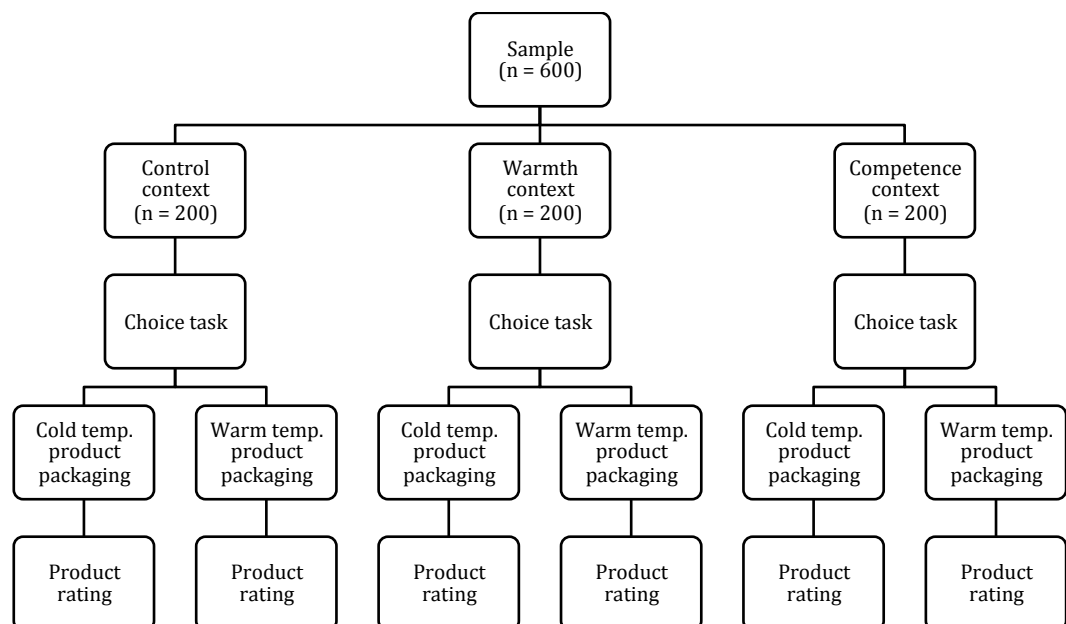 Sample
(n = 600)
Control
context
(n = 200)
Warmth
context
(n = 200)
Competence
context
(n = 200)
Choice task
Choice task
Choice task
Cold temp.
product
packaging
Warm temp.
product
packaging
Cold temp.
product
packaging
Warm temp.
product
packaging
Cold temp.
product
packaging
Warm temp.
product
packaging
Product
rating
Product
rating
Product
rating
Product
rating
Product
rating
Product
rating